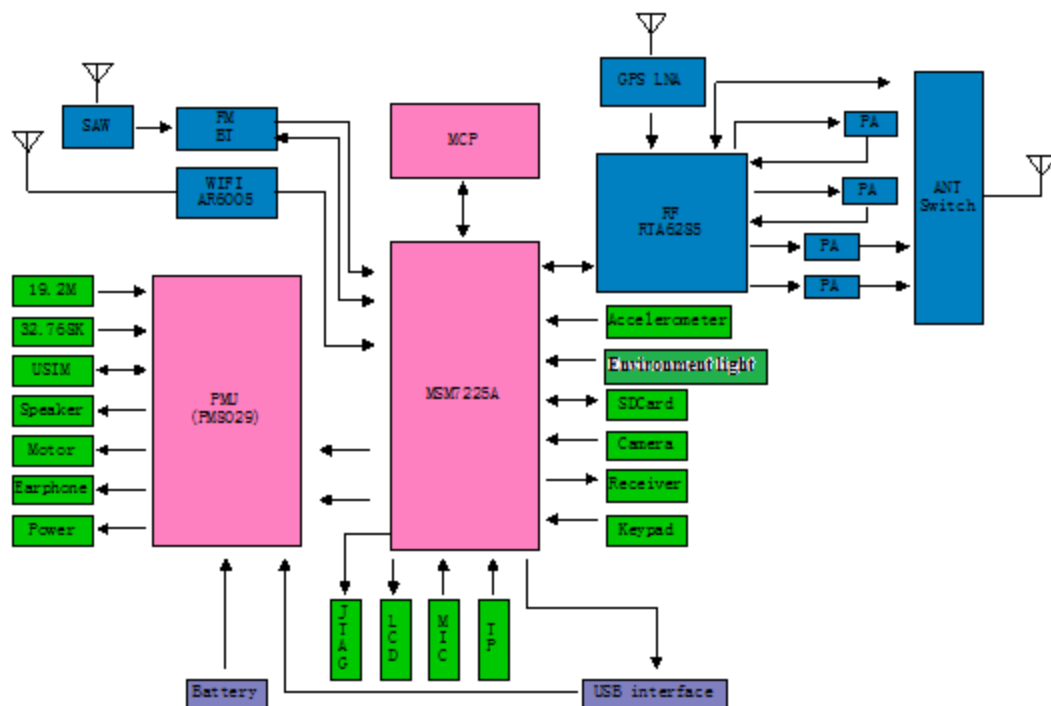 GPS LNA
SAW
FM
BT
MCP
PA
WIFI
AR6005
PA
ANT
Switch
RF
RTA6285
PA
PA
19.2M
32.768K
USIM
Speaker
Motor
Earphone
Power
PMU
(PM8029)
MSM7225A
Accelerometer
Environment light
SDCard
Camera
Receiver
Keypad
JTAG
LCD
MIC
TP
Battery
USB interface